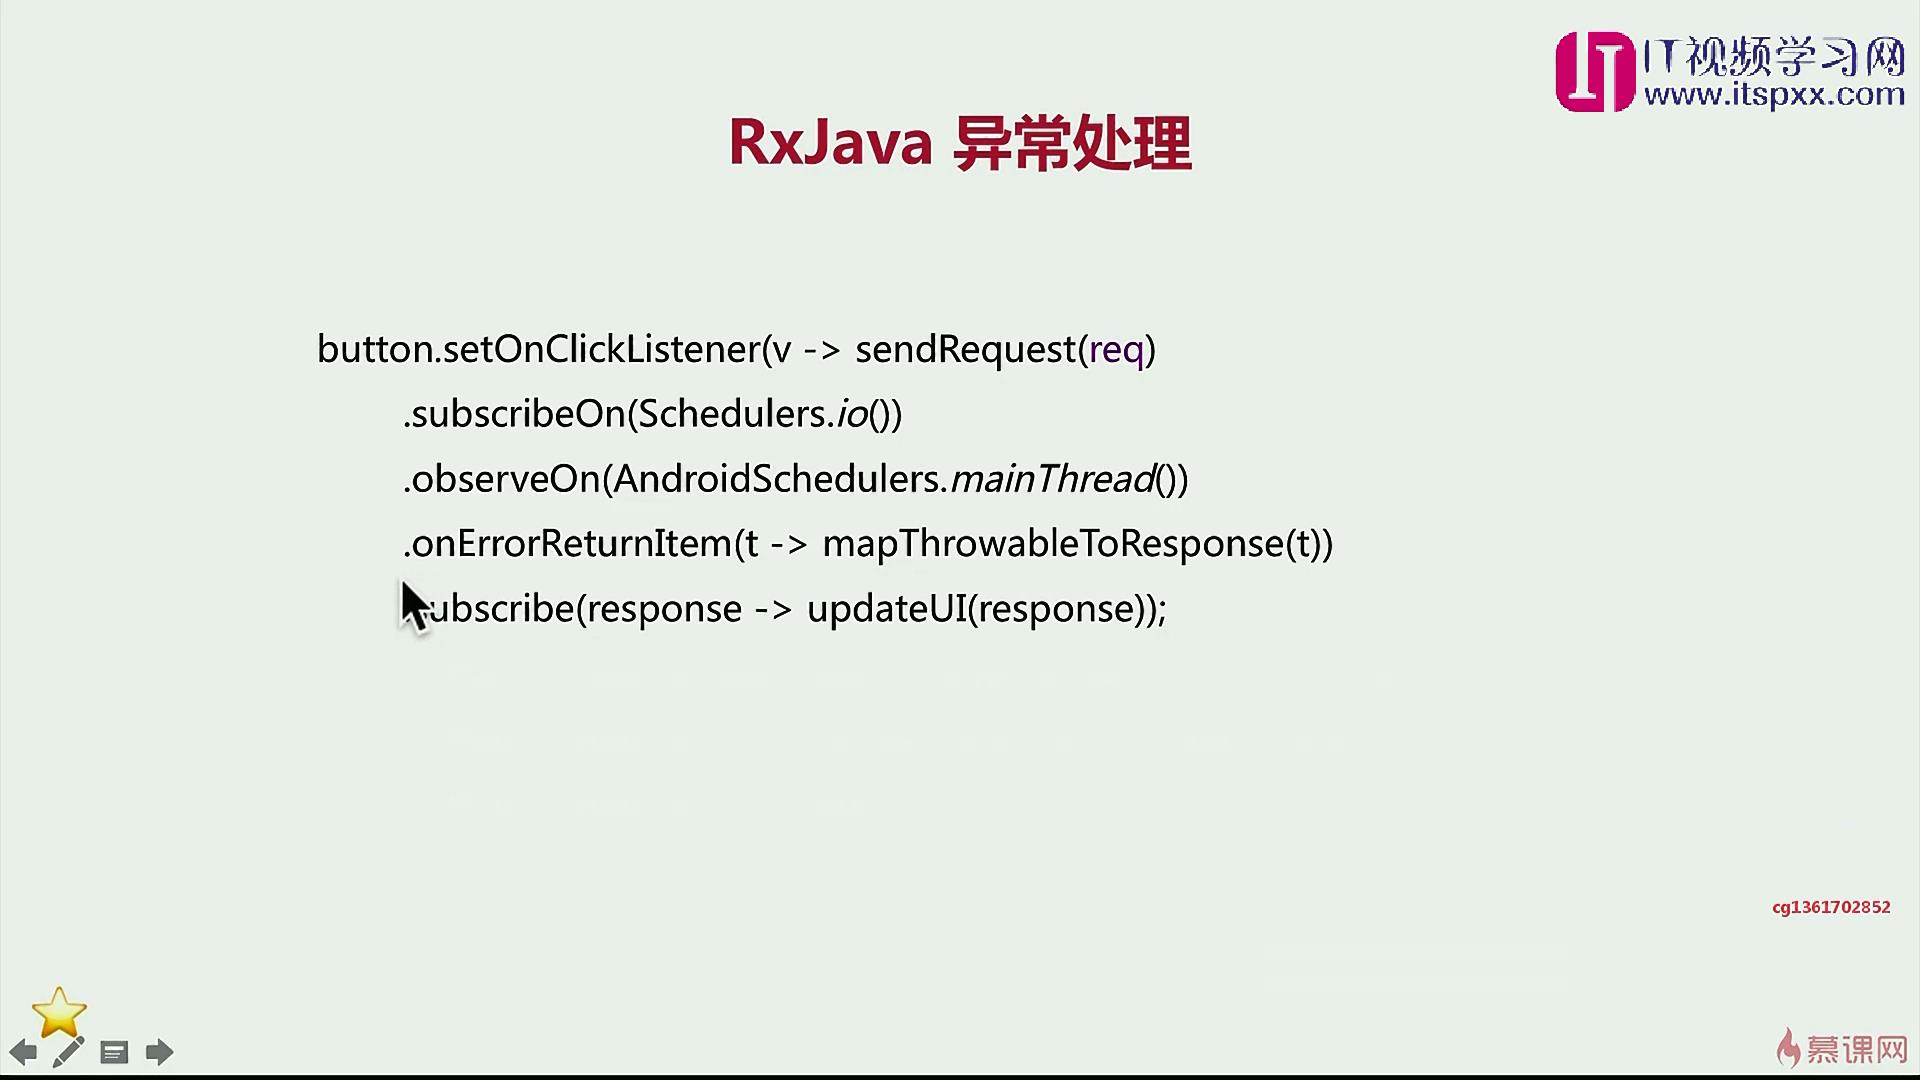 IT视频学习网
www.itspxx.com
RxJava 异常处理
button.setOnClickListener(v -> sendRequest(req)
.subscribeOn(Schedulers.io())
.observeOn(AndroidSchedulers.mainThread())
.onErrorReturnItem(t -> mapThrowableToResponse(t))
ubscribe(response -> updateUI(response));
cg1361702852
慕课网